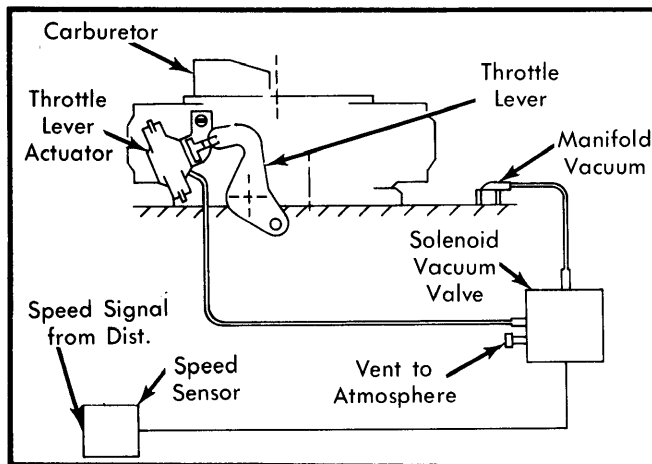 Carburetor
Throttle
Lever
Actuator
Throttle
Lever
Manifold
Vacuum
Solenoid
Vacuum
Valve
Speed Signal
from Dist.
Speed
Sensor
Vent to
Atmosphere